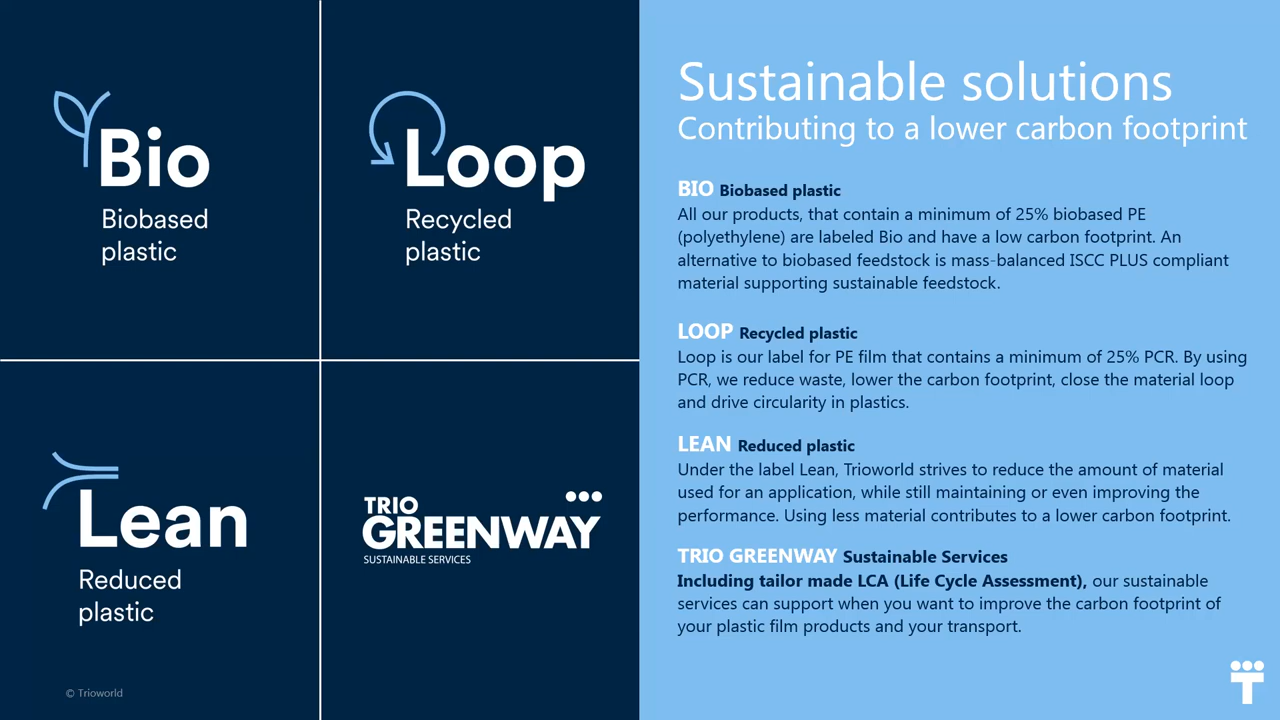 Bio
Biobased
plastic
Loop
Recycled
plastic
Lean
Reduced
plastic
TRIO
GREENWAY
SUSTAINABLE SERVICES
© Trioworld
Sustainable solutions
Contributing to a lower carbon footprint
BIO Biobased plastic
All our products, that contain a minimum of 25% biobased PE
(polyethylene) are labeled Bio and have a low carbon footprint. An
alternative to biobased feedstock is mass-balanced ISCC PLUS compliant
material supporting sustainable feedstock.
LOOP Recycled plastic
Loop is our label for PE film that contains a minimum of 25% PCR. By using
PCR, we reduce waste, lower the carbon footprint, close the material loop
and drive circularity in plastics.
LEAN Reduced plastic
Under the label Lean, Trioworld strives to reduce the amount of material
used for an application, while still maintaining or even improving the
performance. Using less material contributes to a lower carbon footprint.
TRIO GREENWAY Sustainable Services
Including tailor made LCA (Life Cycle Assessment), our sustainable
services can support when you want to improve the carbon footprint of
your plastic film products and your transport.
T